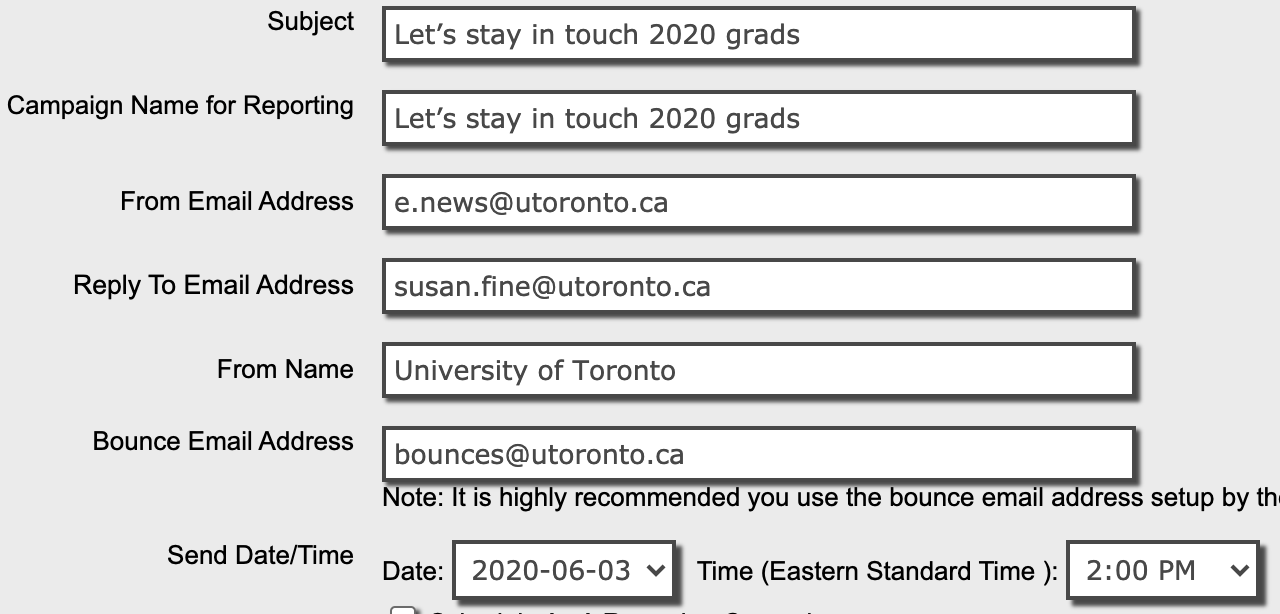 Subject Let’s stay in touch 2020 grads
Campaign Name for Reporting Let’s stay in touch 2020 grads
From Email Address e.news@utoronto.ca
Reply To Email Address susan.fine@utoronto.ca
From Name University of Toronto
Bounce Email Address bounces@utoronto.ca
Note: It is highly recommended you use the bounce email address setup by
Send Date/Time Date: 2020-06-03 Time (Eastern Standard Time ): 2:00 PM